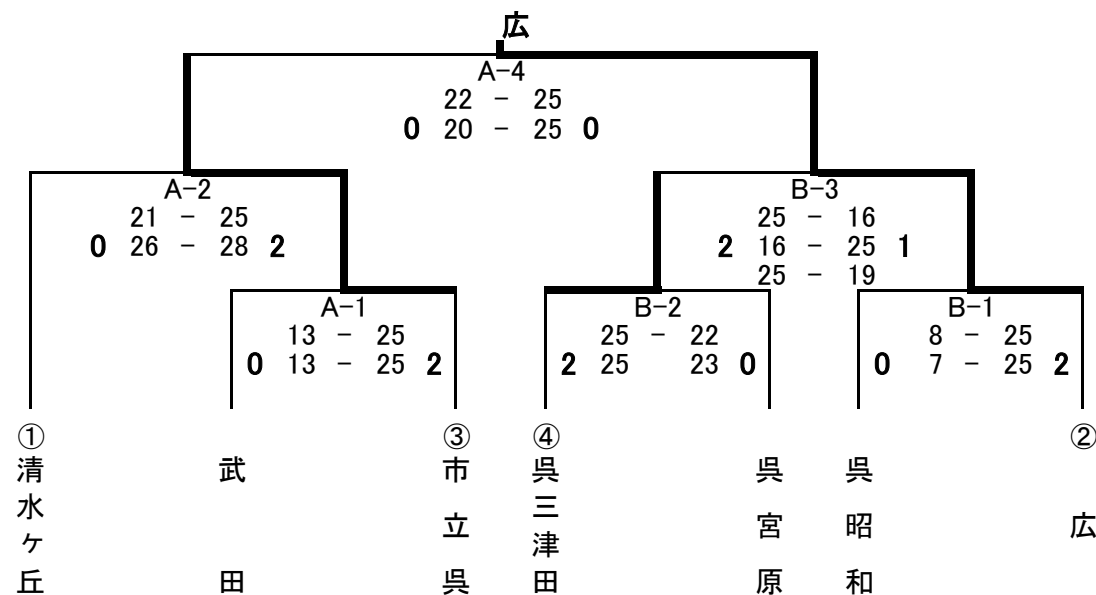 広
A-4
22 - 25
0 20 - 25 0
A-2
21 - 25
0 26 - 28 2
B-3
25 - 16
2 16 - 25 1
25 - 19
A-1
13 - 25
0 13 - 25 2
B-2
25 - 22
2 25 23 0
B-1
8 - 25
0 7 - 25 2
①清水ヶ丘
武田
③市立呉
④呉三津田
呉宮原
呉昭和
②広